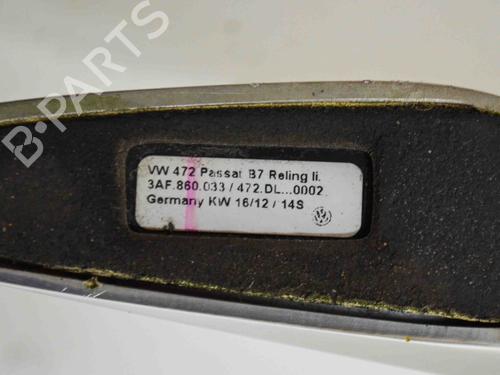 B-PARTS
VW 472 Passat B7 Reling li.
3AF.860.033 / 472.DL...0002
Germany KW 16/12 / 14S